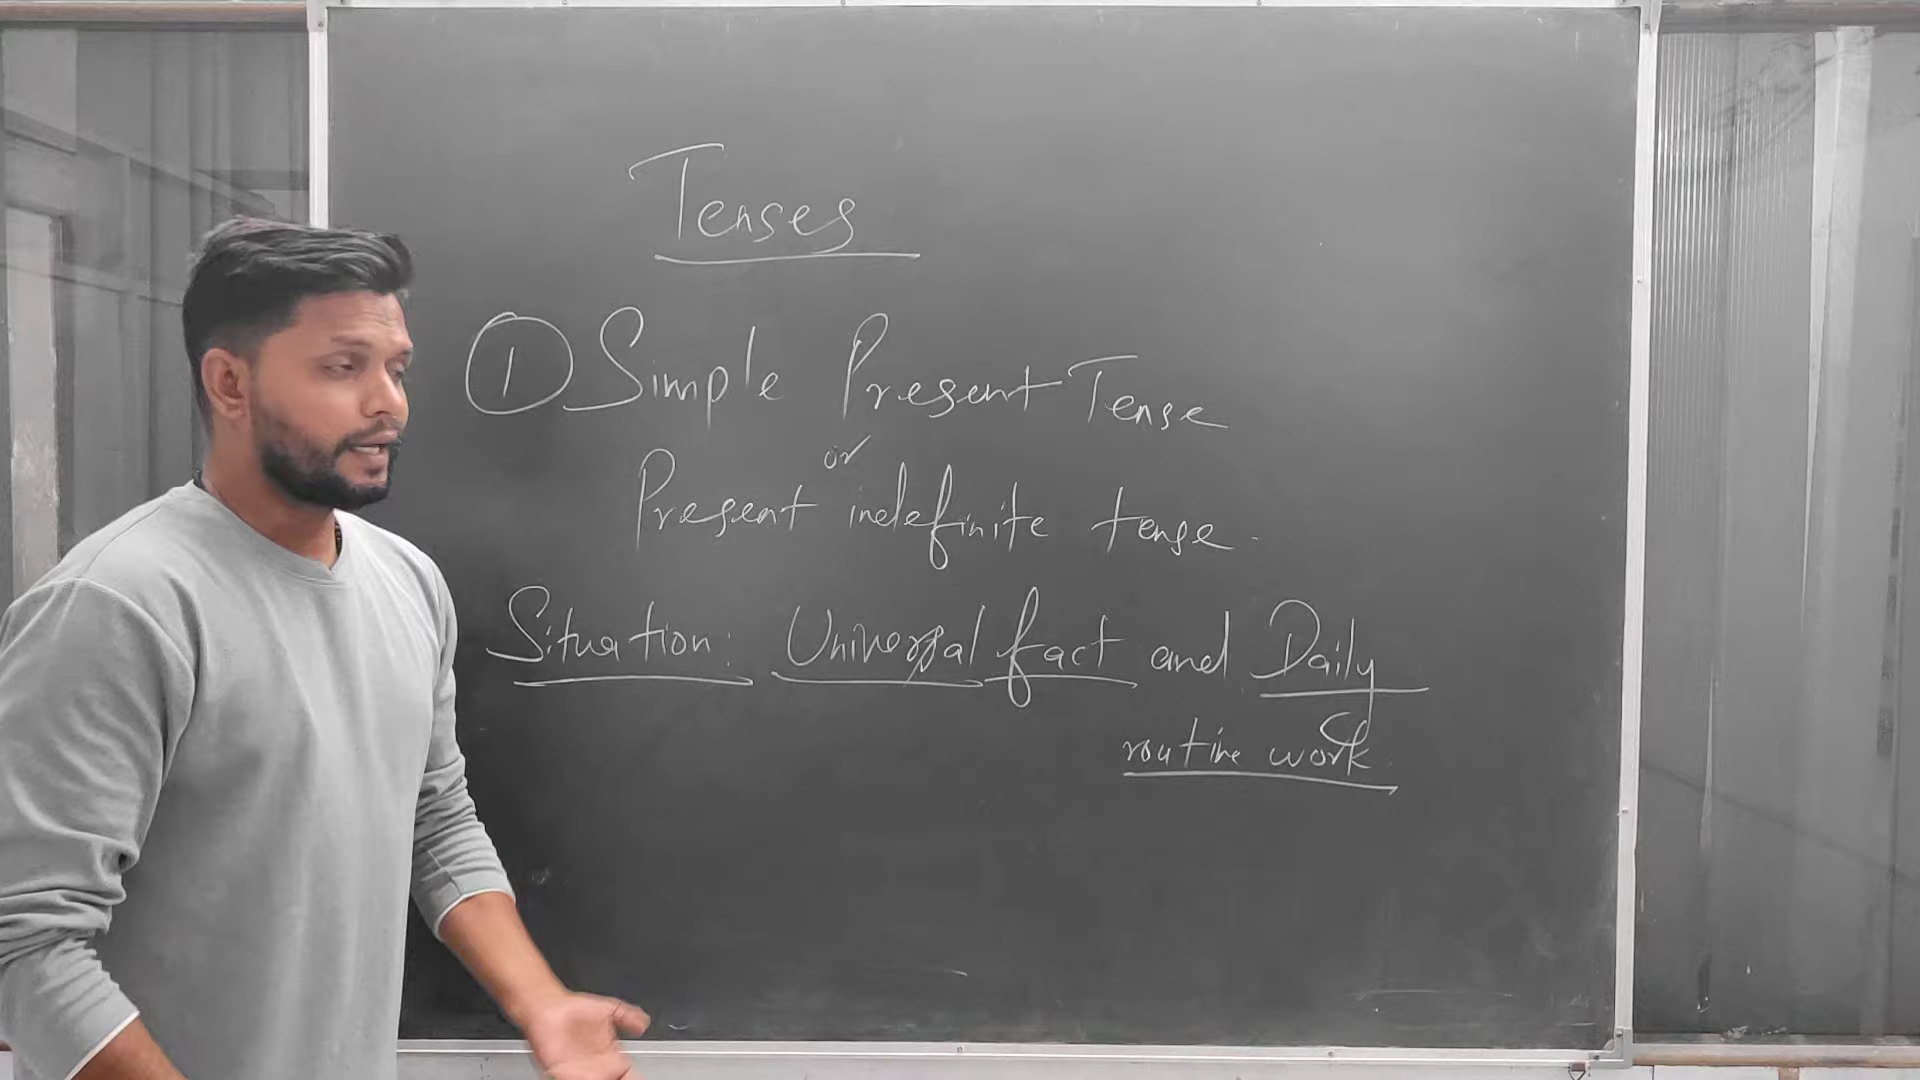 Tenses
① Simple Present Tense
or
Present indefinite tense.
Situation: Universal fact and Daily
routine work.